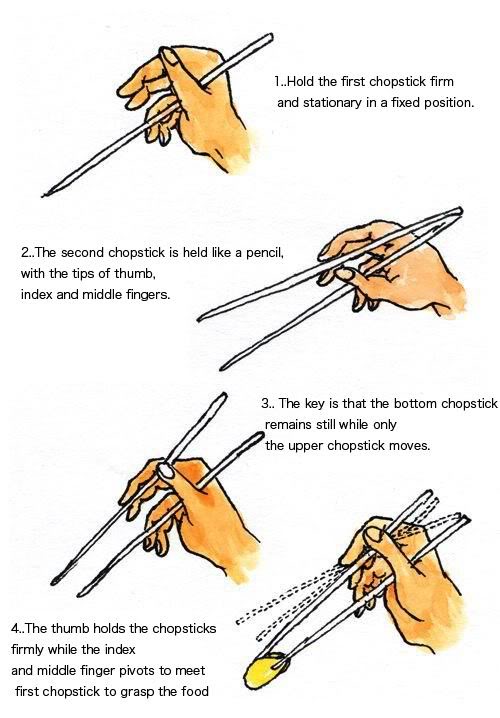 1..Hold the first chopstick firm
and stationary in a fixed position.
2..The second chopstick is held like a pencil,
with the tips of thumb,
index and middle fingers.
3.. The key is that the bottom chopstick
remains still while only
the upper chopstick moves.
4..The thumb holds the chopsticks
firmly while the index
and middle finger pivots to meet
first chopstick to grasp the food